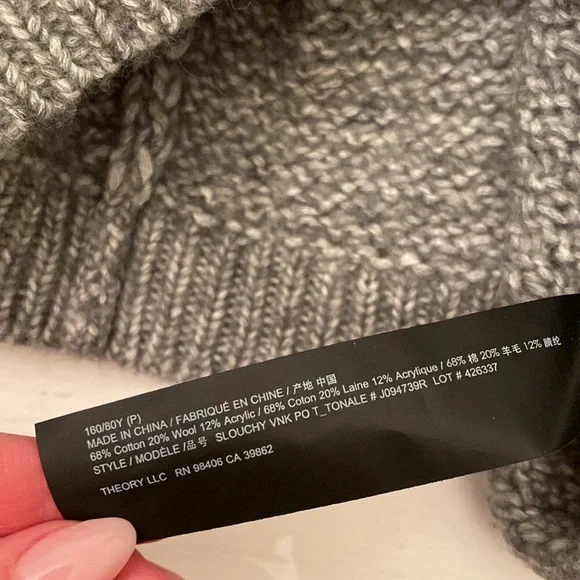 160/80Y (P)
MADE IN CHINA / FABRIQUÉ EN CHINE / 产地 中国
68% Cotton 20% Wool 12% Acrylic / 68% Coton 20% Laine 12% Acrylique / 68% 棉 20% 羊毛 12% 腈纶
STYLE / MODÈLE /品号 SLOUCHY VNK PO T_TONALE # J094739R LOT # 426337
THEORY LLC RN 98406 CA 39862